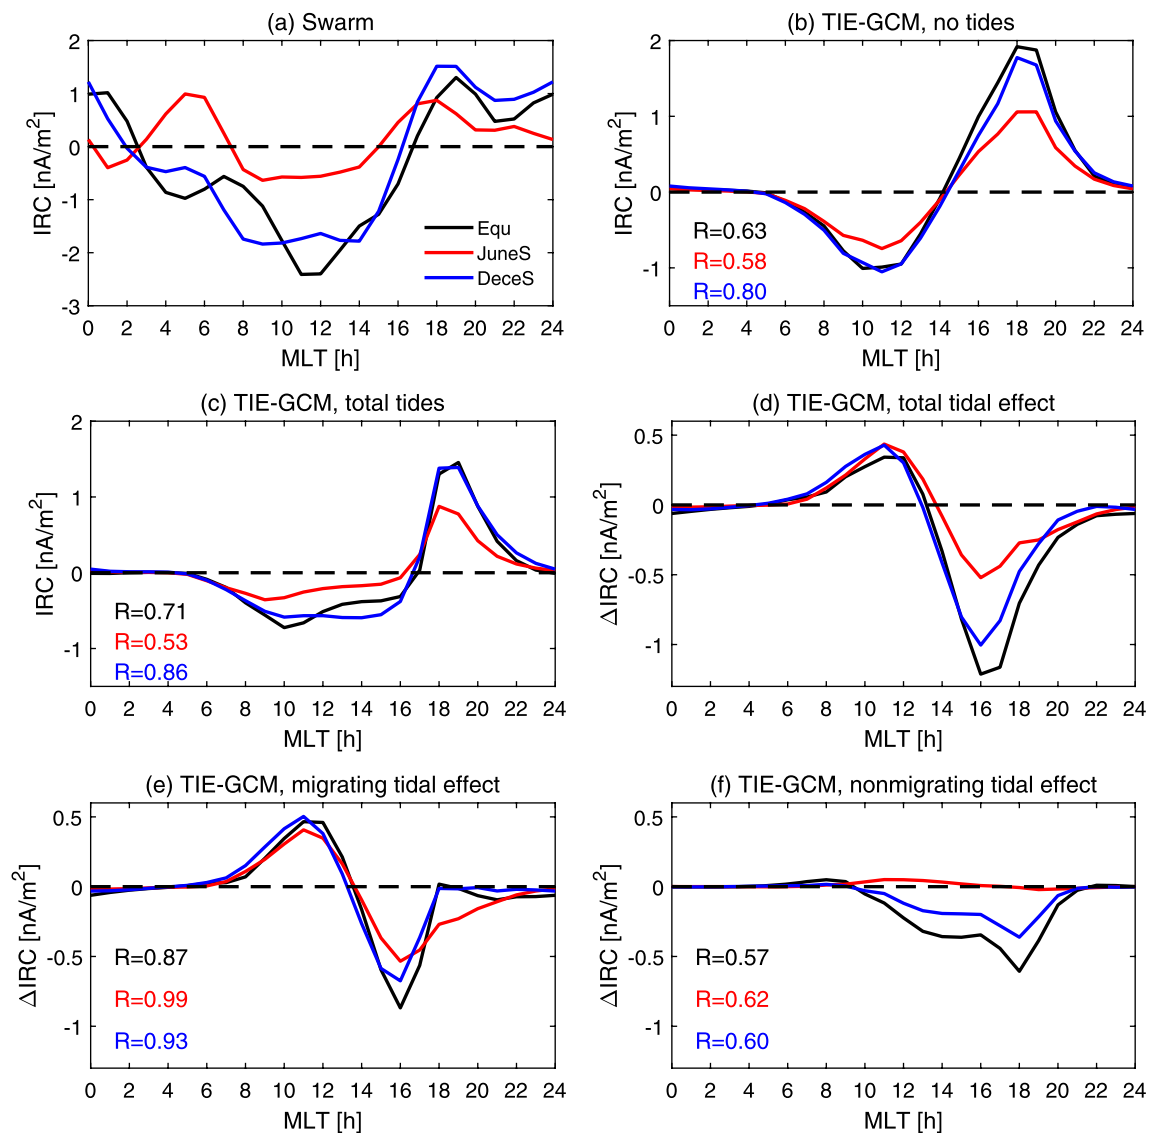 (a) Swarm
2
1
0
-1
-2
-3
IRC [nA/m²]
Equ
JuneS
DeceS
0 2 4 6 8 10 12 14 16 18 20 22 24
MLT [h]
(b) TIE-GCM, no tides
2
1
0
-1
IRC [nA/m²]
R=0.63
R=0.58
R=0.80
0 2 4 6 8 10 12 14 16 18 20 22 24
MLT [h]
(c) TIE-GCM, total tides
2
1
0
-1
IRC [nA/m²]
R=0.71
R=0.53
R=0.86
0 2 4 6 8 10 12 14 16 18 20 22 24
MLT [h]
(d) TIE-GCM, total tidal effect
0.5
0
-0.5
-1
ΔIRC [nA/m²]
0 2 4 6 8 10 12 14 16 18 20 22 24
MLT [h]
(e) TIE-GCM, migrating tidal effect
0.5
0
-0.5
-1
ΔIRC [nA/m²]
R=0.87
R=0.99
R=0.93
0 2 4 6 8 10 12 14 16 18 20 22 24
MLT [h]
(f) TIE-GCM, nonmigrating tidal effect
0.5
0
-0.5
-1
ΔIRC [nA/m²]
R=0.57
R=0.62
R=0.60
0 2 4 6 8 10 12 14 16 18 20 22 24
MLT [h]